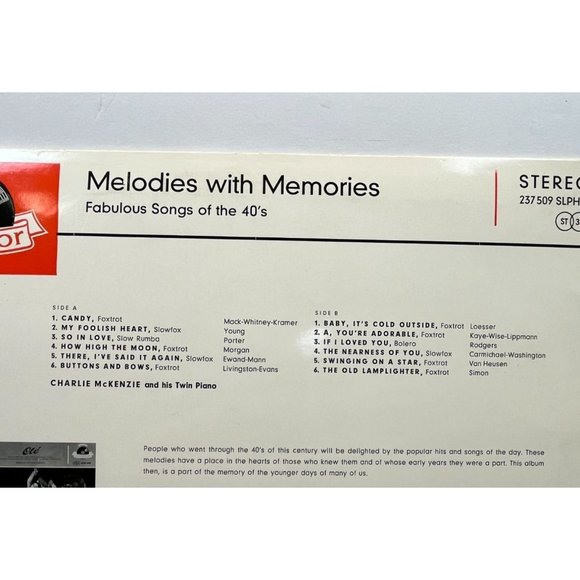 Melodies with Memories
Fabulous Songs of the 40's
STEREO
237 509 SLPH
ST 3
or
SIDE A
1. CANDY, Foxtrot Mack-Whitney-Kramer
2. MY FOOLISH HEART, Slowfox Young
3. SO IN LOVE, Slow Rumba Porter
4. HOW HIGH THE MOON, Foxtrot Morgan
5. THERE, I'VE SAID IT AGAIN, Slowfox Ewand-Mann
6. BUTTONS AND BOWS, Foxtrot Livingston-Evans
CHARLIE McKENZIE and his Twin Piano
SIDE B
1. BABY, IT'S COLD OUTSIDE, Foxtrot Loesser
2. A, YOU'RE ADORABLE, Foxtrot Kaye-Wise-Lippmann
3. IF I LOVED YOU, Bolero Rodgers
4. THE NEARNESS OF YOU, Slowfox Carmichael-Washington
5. SWINGING ON A STAR, Foxtrot Van Heusen
6. THE OLD LAMPLIGHTER, Foxtrot Simon
People who went through the 40's of this century will be delighted by the popular hits and songs of the day. These
melodies have a place in the hearts of those who knew them and of whose early years they were a part. This album
then, is a part of the memory of the younger days of many of us.
Eté